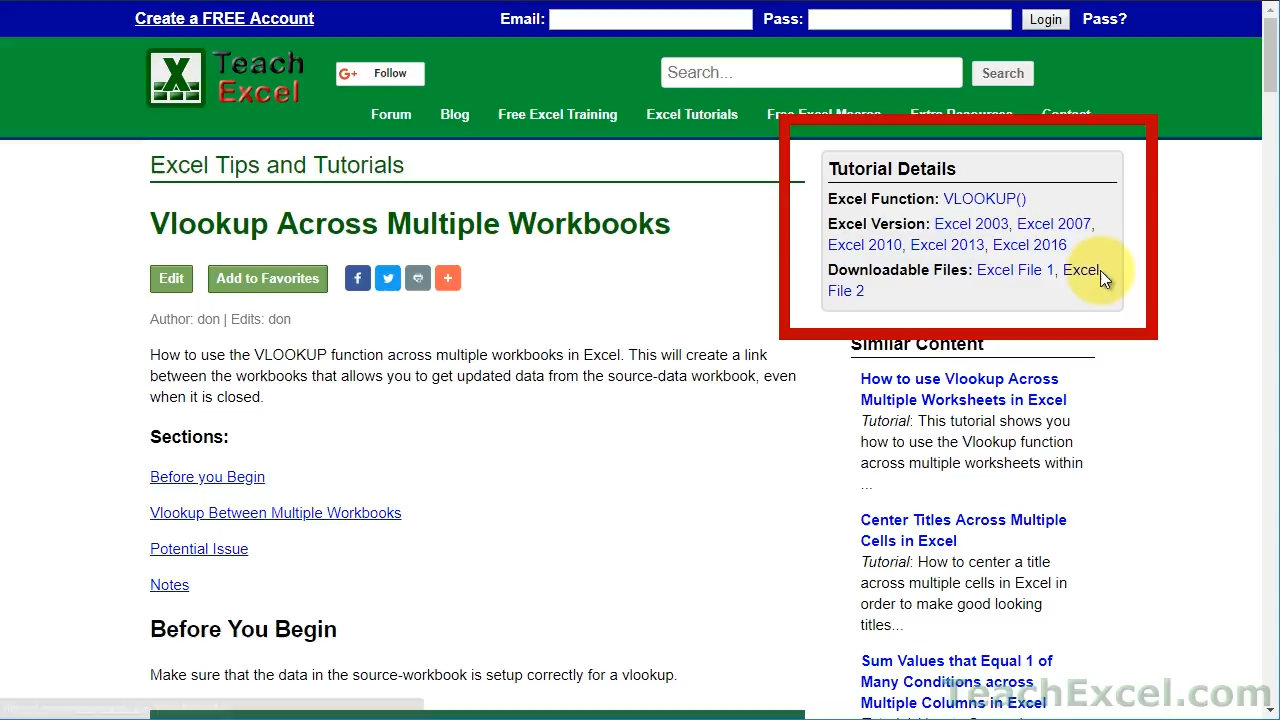 Create a FREE Account Email: Pass: Login Pass?
Teach
Excel
G+ Follow
Search... Search
Forum Blog Free Excel Training Excel Tutorials Free Excel Macros Extra Resources Contact
Excel Tips and Tutorials
Vlookup Across Multiple Workbooks
Edit Add to Favorites
Author: don | Edits: don
How to use the VLOOKUP function across multiple workbooks in Excel. This will create a link
between the workbooks that allows you to get updated data from the source-data workbook, even
when it is closed.
Sections:
Before you Begin
Vlookup Between Multiple Workbooks
Potential Issue
Notes
Before You Begin
Make sure that the data in the source-workbook is setup correctly for a vlookup.
Tutorial Details
Excel Function: VLOOKUP()
Excel Version: Excel 2003, Excel 2007,
Excel 2010, Excel 2013, Excel 2016
Downloadable Files: Excel File 1, Excel
File 2
Similar Content
How to use Vlookup Across
Multiple Worksheets in Excel
Tutorial: This tutorial shows you
how to use the Vlookup function
across multiple worksheets within
...
Center Titles Across Multiple
Cells in Excel
Tutorial: How to center a title
across multiple cells in Excel in
order to make good looking
titles...
Sum Values that Equal 1 of
Many Conditions across
Multiple Columns in Excel
TeachExcel.com